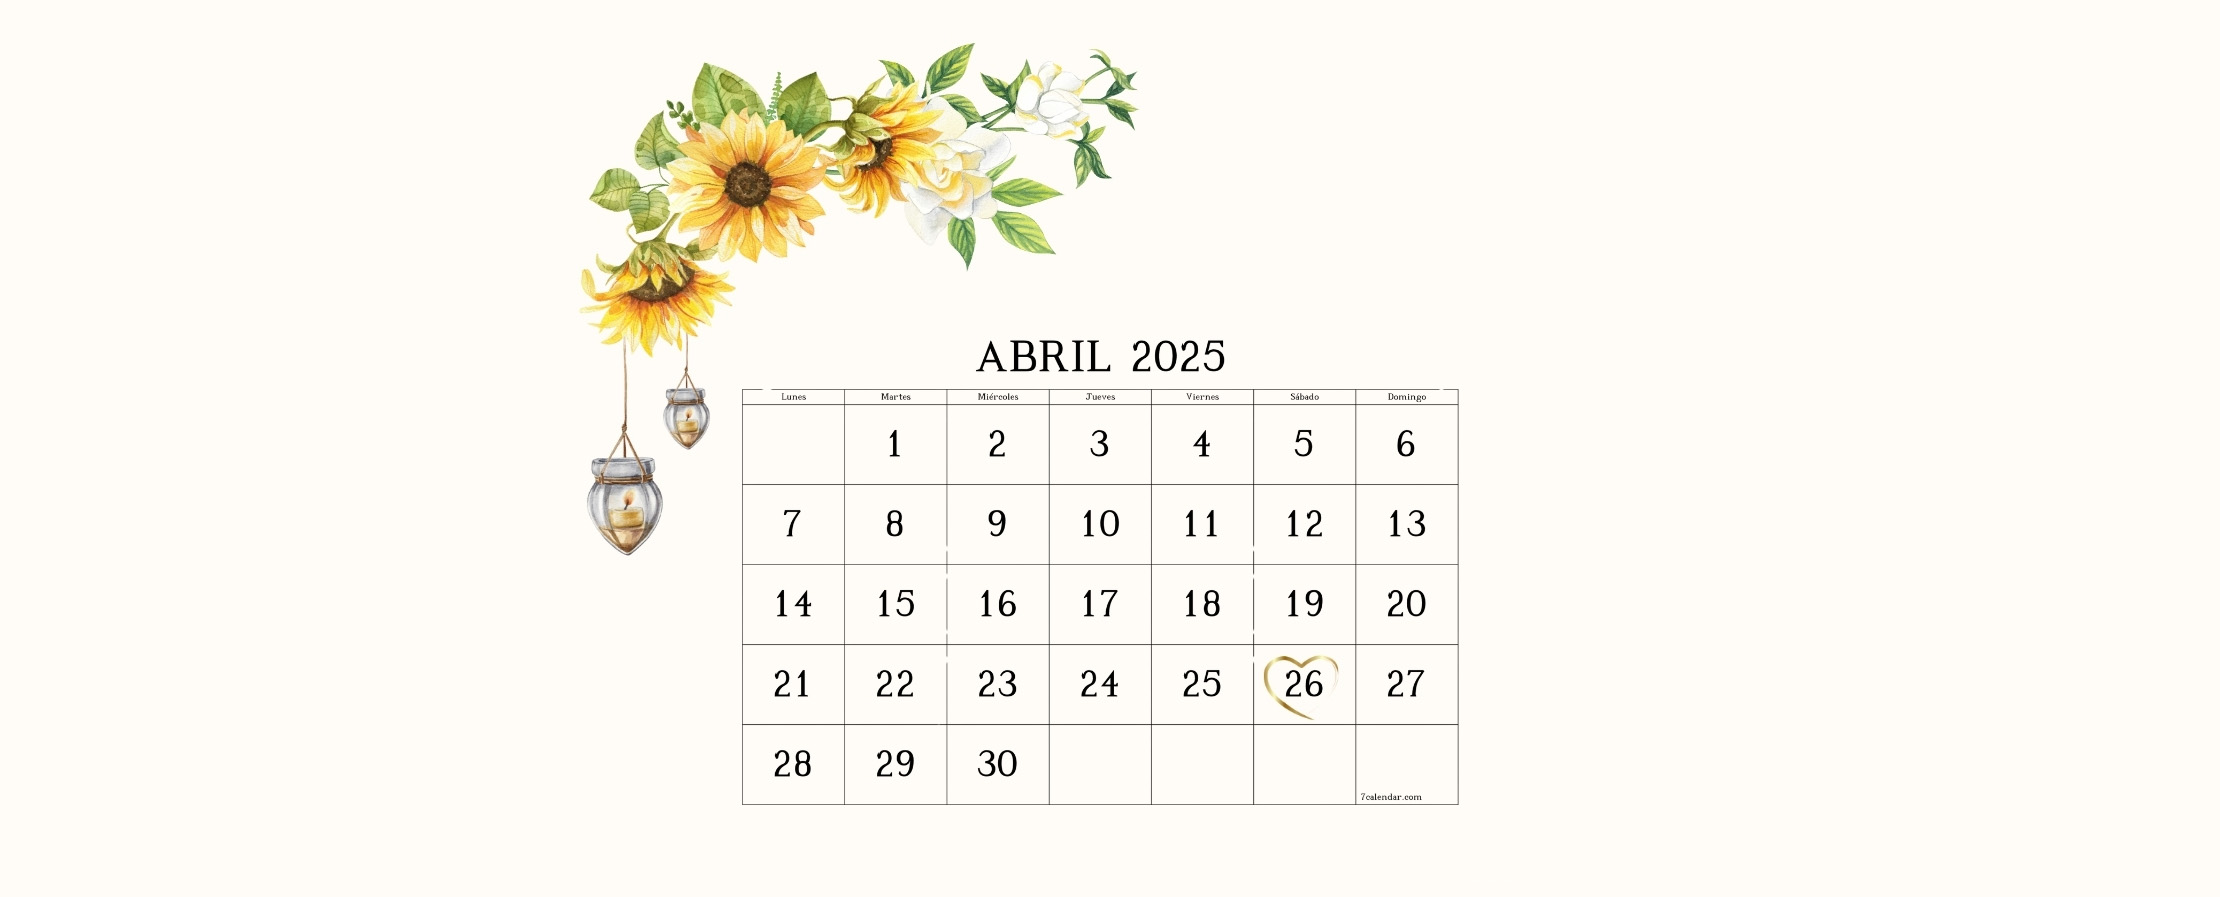 ABRIL 2025
Lunes Martes Miércoles Jueves Viernes Sábado Domingo
1 2 3 4 5 6
7 8 9 10 11 12 13
14 15 16 17 18 19 20
21 22 23 24 25 26 27
28 29 30
7calendar.com